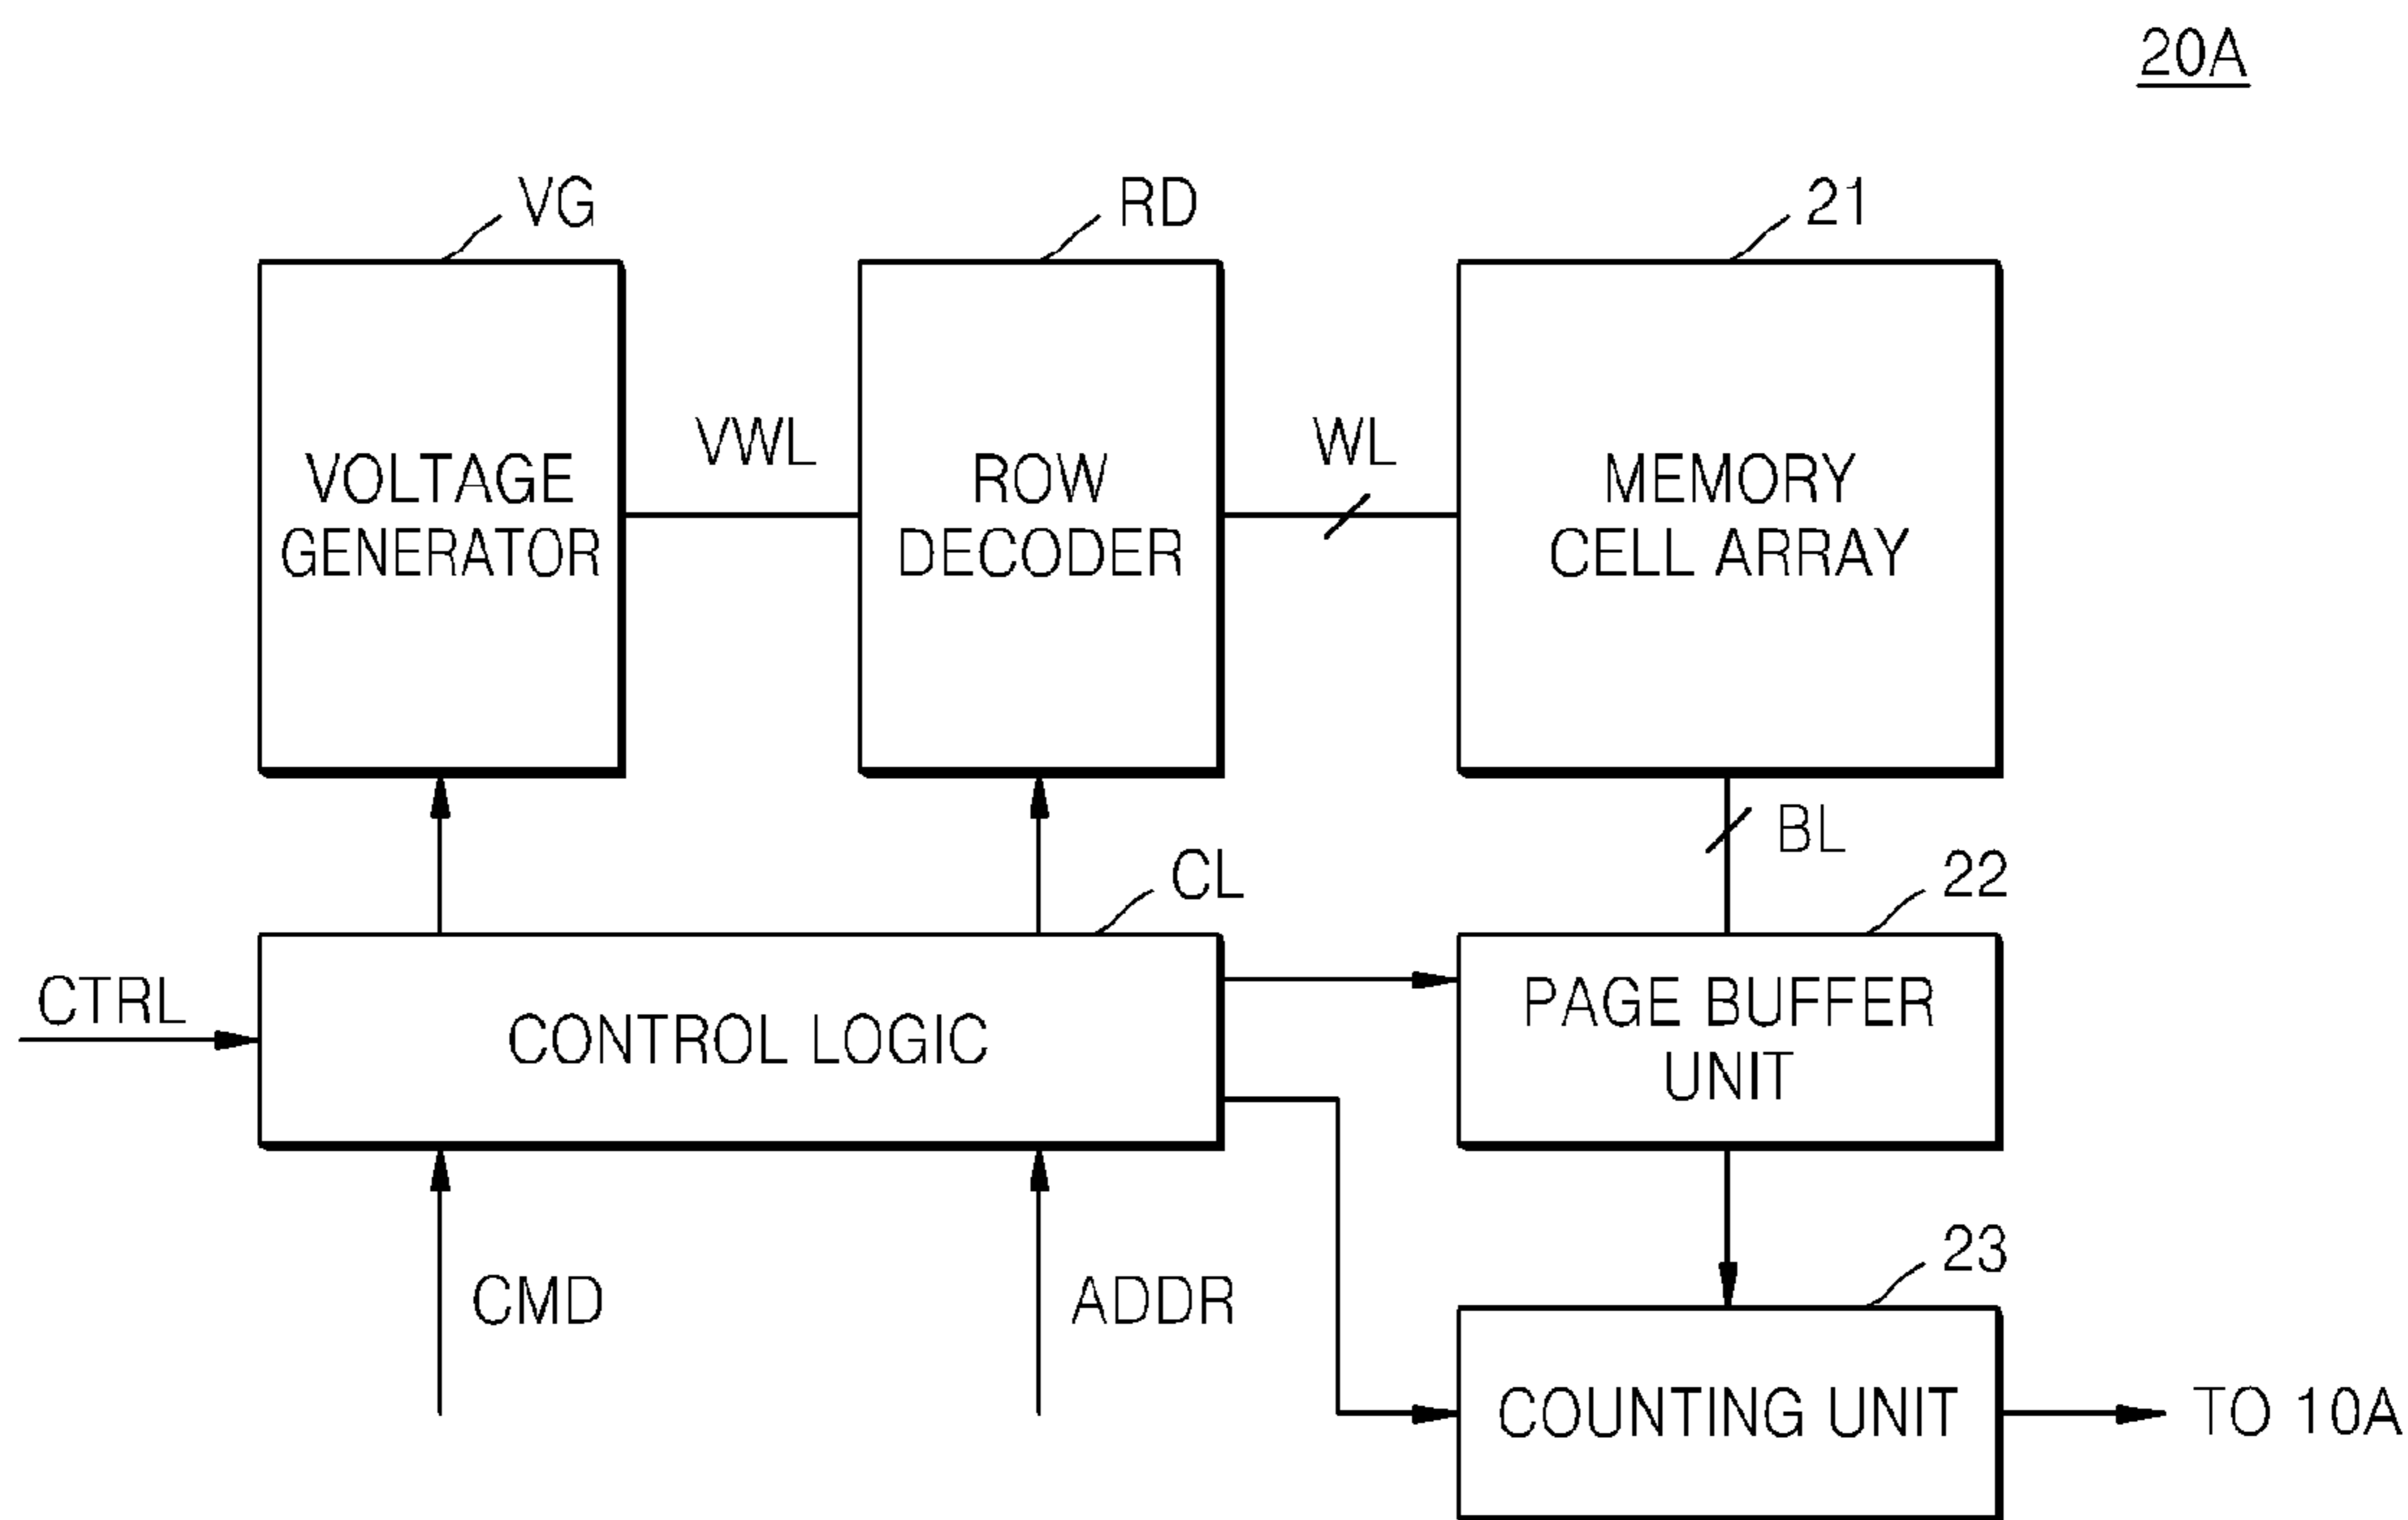 20A
VG
RD
21
VOLTAGE
GENERATOR
VWL
ROW
DECODER
WL
MEMORY
CELL ARRAY
BL
CL
22
CTRL
CONTROL LOGIC
PAGE BUFFER
UNIT
CMD
ADDR
23
COUNTING UNIT
TO 10A